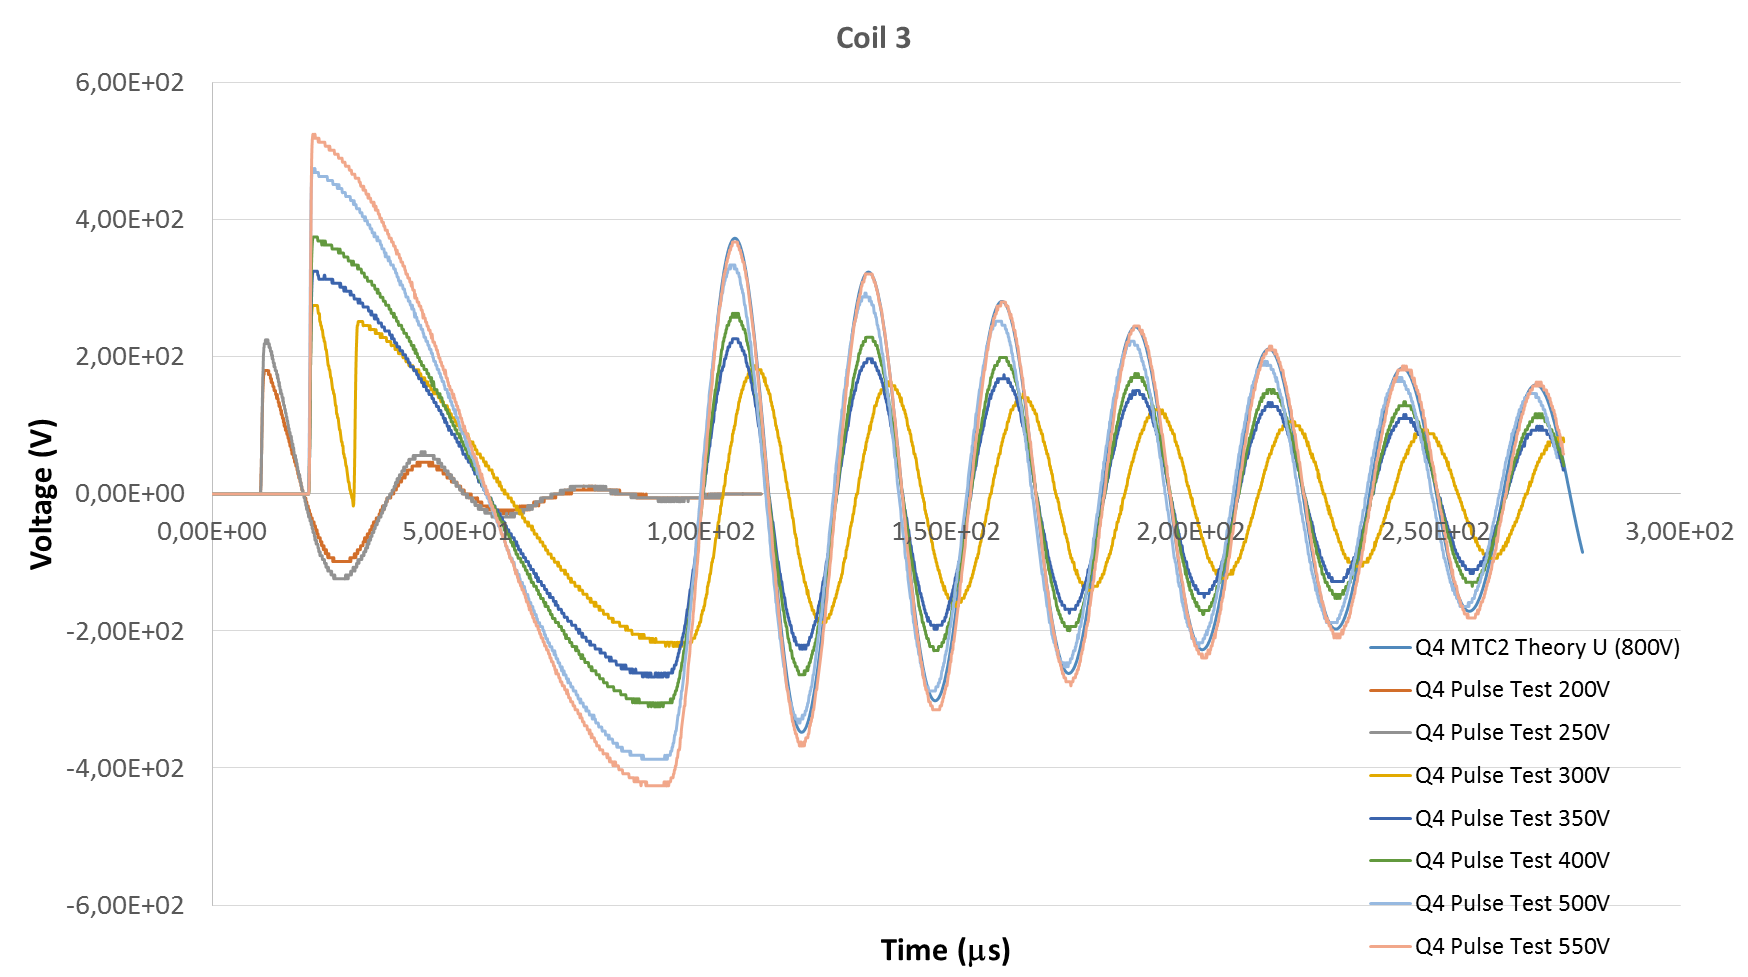 Coil 3
6,00E+02
4,00E+02
2,00E+02
0,00E+00
-2,00E+02
-4,00E+02
-6,00E+02
0,00E+00 5,00E+01 1,00E+02 1,50E+02 2,00E+02 2,50E+02 3,00E+02
Voltage (V)
Time (μs)
Q4 MTC2 Theory U (800V)
Q4 Pulse Test 200V
Q4 Pulse Test 250V
Q4 Pulse Test 300V
Q4 Pulse Test 350V
Q4 Pulse Test 400V
Q4 Pulse Test 500V
Q4 Pulse Test 550V